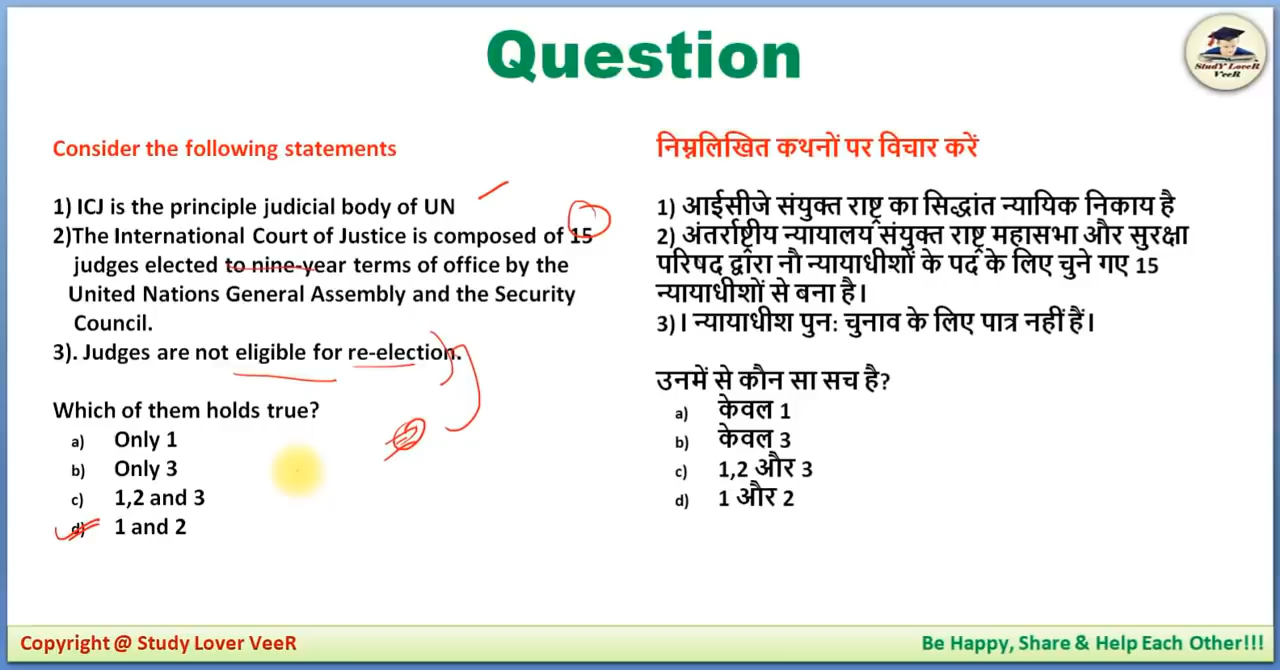 Question
StudY LoveR
VeeR
Consider the following statements
1) ICJ is the principle judicial body of UN
2)The International Court of Justice is composed of 15
judges elected to nine-year terms of office by the
United Nations General Assembly and the Security
Council.
3). Judges are not eligible for re-election.
Which of them holds true?
a) Only 1
b) Only 3
c) 1,2 and 3
d) 1 and 2
निम्नलिखित कथनों पर विचार करें
1) आईसीजे संयुक्त राष्ट्र का सिद्धांत न्यायिक निकाय है
2) अंतर्राष्ट्रीय न्यायालय संयुक्त राष्ट्र महासभा और सुरक्षा
परिषद द्वारा नौ न्यायाधीशों के पद के लिए चुने गए 15
न्यायाधीशों से बना है।
3)। न्यायाधीश पुन: चुनाव के लिए पात्र नहीं हैं।
उनमें से कौन सा सच है?
a) केवल 1
b) केवल 3
c) 1,2 और 3
d) 1 और 2
Copyright @ Study Lover VeeR
Be Happy, Share & Help Each Other!!!